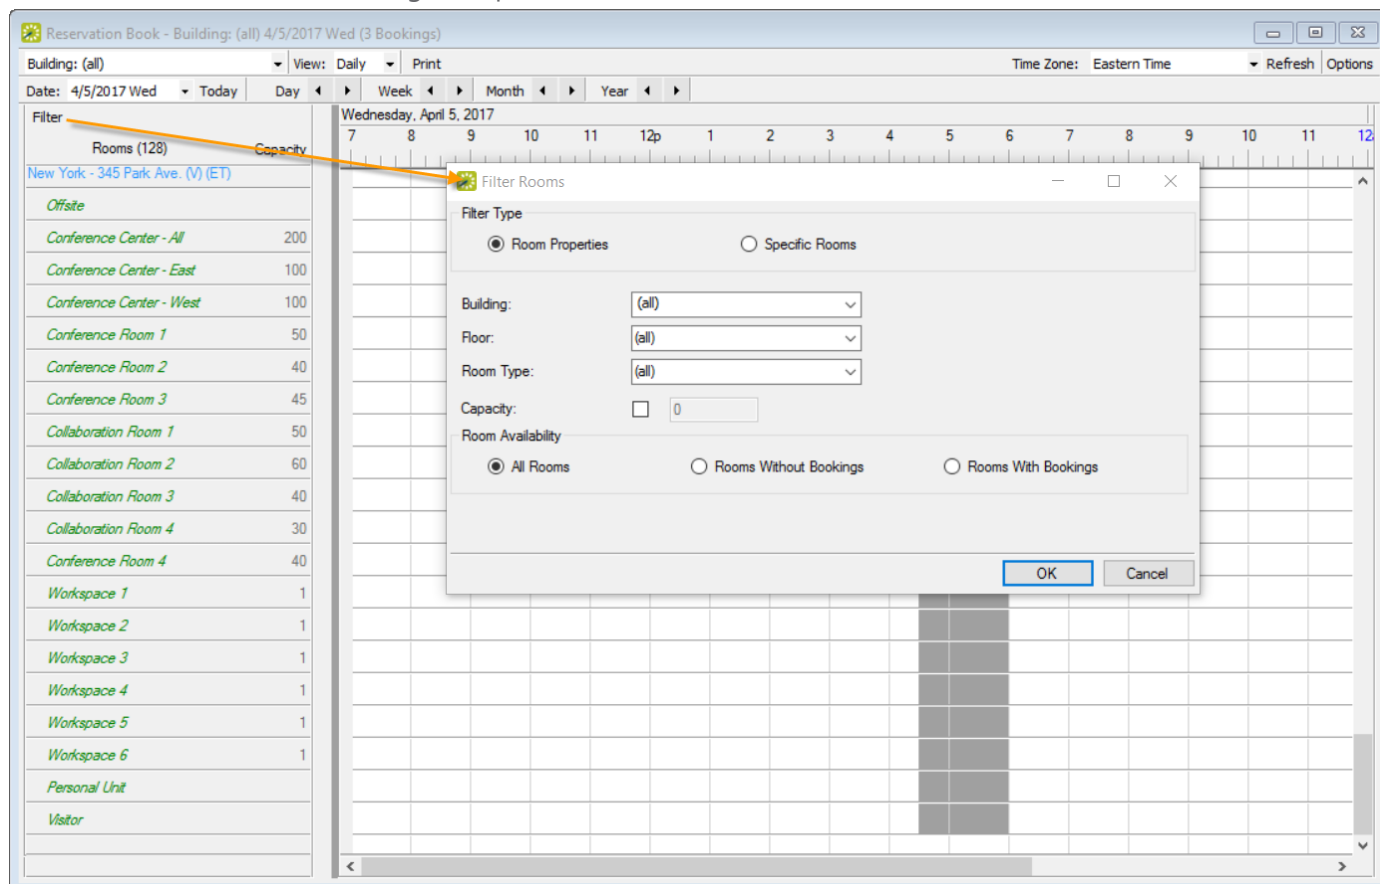 Reservation Book - Building: (all) 4/5/2017 Wed (3 Bookings)
Building: (all) View: Daily Print Time Zone: Eastern Time Refresh Options
Date: 4/5/2017 Wed Today Day Week Month Year
Filter
Wednesday, April 5, 2017
7 8 9 10 11 12p 1 2 3 4 5 6 7 8 9 10 11 12
Rooms (128) Capacity
New York - 345 Park Ave. (V) (ET)
Offsite
Conference Center - All 200
Conference Center - East 100
Conference Center - West 100
Conference Room 1 50
Conference Room 2 40
Conference Room 3 45
Collaboration Room 1 50
Collaboration Room 2 60
Collaboration Room 3 40
Collaboration Room 4 30
Conference Room 4 40
Workspace 1 1
Workspace 2 1
Workspace 3 1
Workspace 4 1
Workspace 5 1
Workspace 6 1
Personal Unit
Visitor
Filter Rooms
Filter Type
Room Properties Specific Rooms
Building: (all)
Floor: (all)
Room Type: (all)
Capacity: 0
Room Availability
All Rooms Rooms Without Bookings Rooms With Bookings
OK Cancel